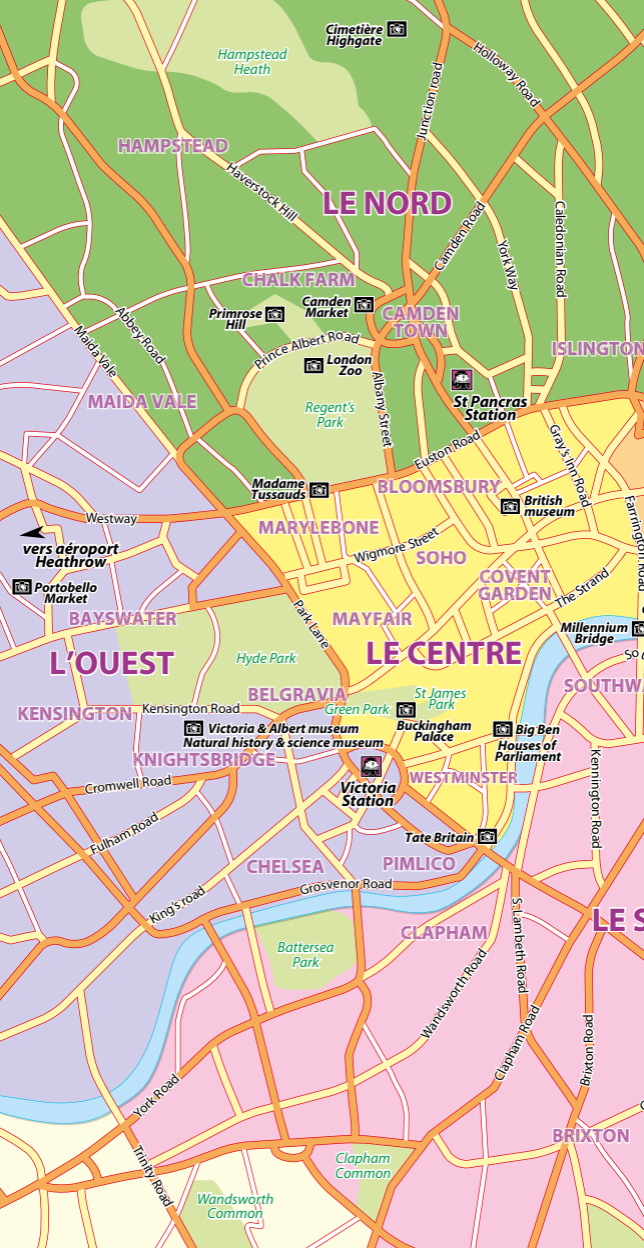 Cimetière
Highgate
Hampstead
Heath
Holloway Road
Junction road
HAMPSTEAD
Haverstock Hill
LE NORD
Camden Road
York Way
Caledonian Road
CHALK FARM
Primrose
Hill
Camden
Market
CAMDEN
TOWN
Abbey Road
Maida Vale
Prince Albert Road
London
Zoo
ISLINGTON
Albany Street
St Pancras
Station
MAIDA VALE
Regent's
Park
Euston Road
Gray's Inn Road
Madame
Tussauds
BLOOMSBURY
British
museum
Farrrington Road
Westway
MARYLEBONE
Wigmore Street
SOHO
vers aéroport
Heathrow
COVENT
GARDEN
The Strand
Portobello
Market
BAYSWATER
Park Lane
MAYFAIR
Millennium
Bridge
L'OUEST
Hyde Park
LE CENTRE
So
SOUTHWA
BELGRAVIA
St James
Park
Green Park
KENSINGTON
Kensington Road
Victoria & Albert museum
Natural history & science museum
Buckingham
Palace
Big Ben
Houses of
Parliament
KNIGHTSBRIDGE
Victoria
Station
WESTMINSTER
Kennington Road
Cromwell Road
Fulham Road
Tate Britain
CHELSEA
PIMLICO
Grosvenor Road
King's road
S. Lambeth Road
LE S
CLAPHAM
Battersea
Park
Wandsworth Road
Clapham Road
Brixton Road
York Road
BRIXTON
Trinity Road
Clapham
Common
Wandsworth
Common